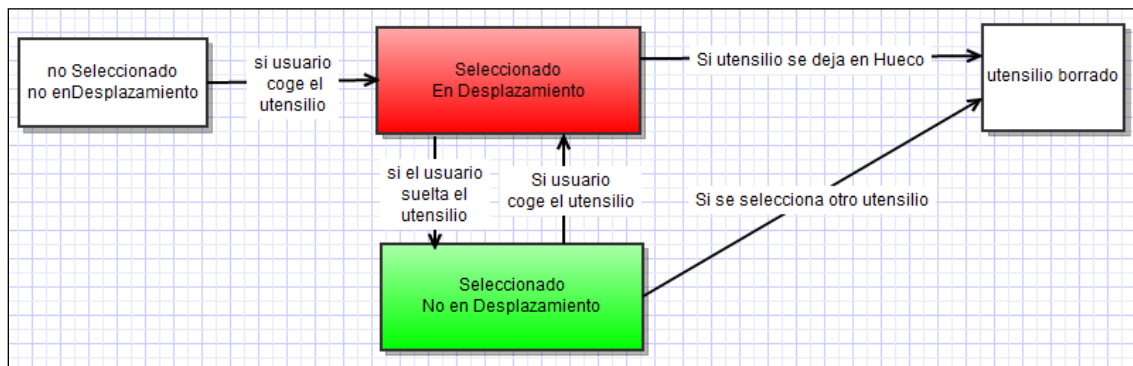 no Seleccionado
no enDesplazamiento
si usuario
coge el
utensilio
Seleccionado
En Desplazamiento
Si utensilio se deja en Hueco
utensilio borrado
si el usuario
suelta el
utensilio
Si usuario
coge el utensilio
Si se selecciona otro utensilio
Seleccionado
No en Desplazamiento